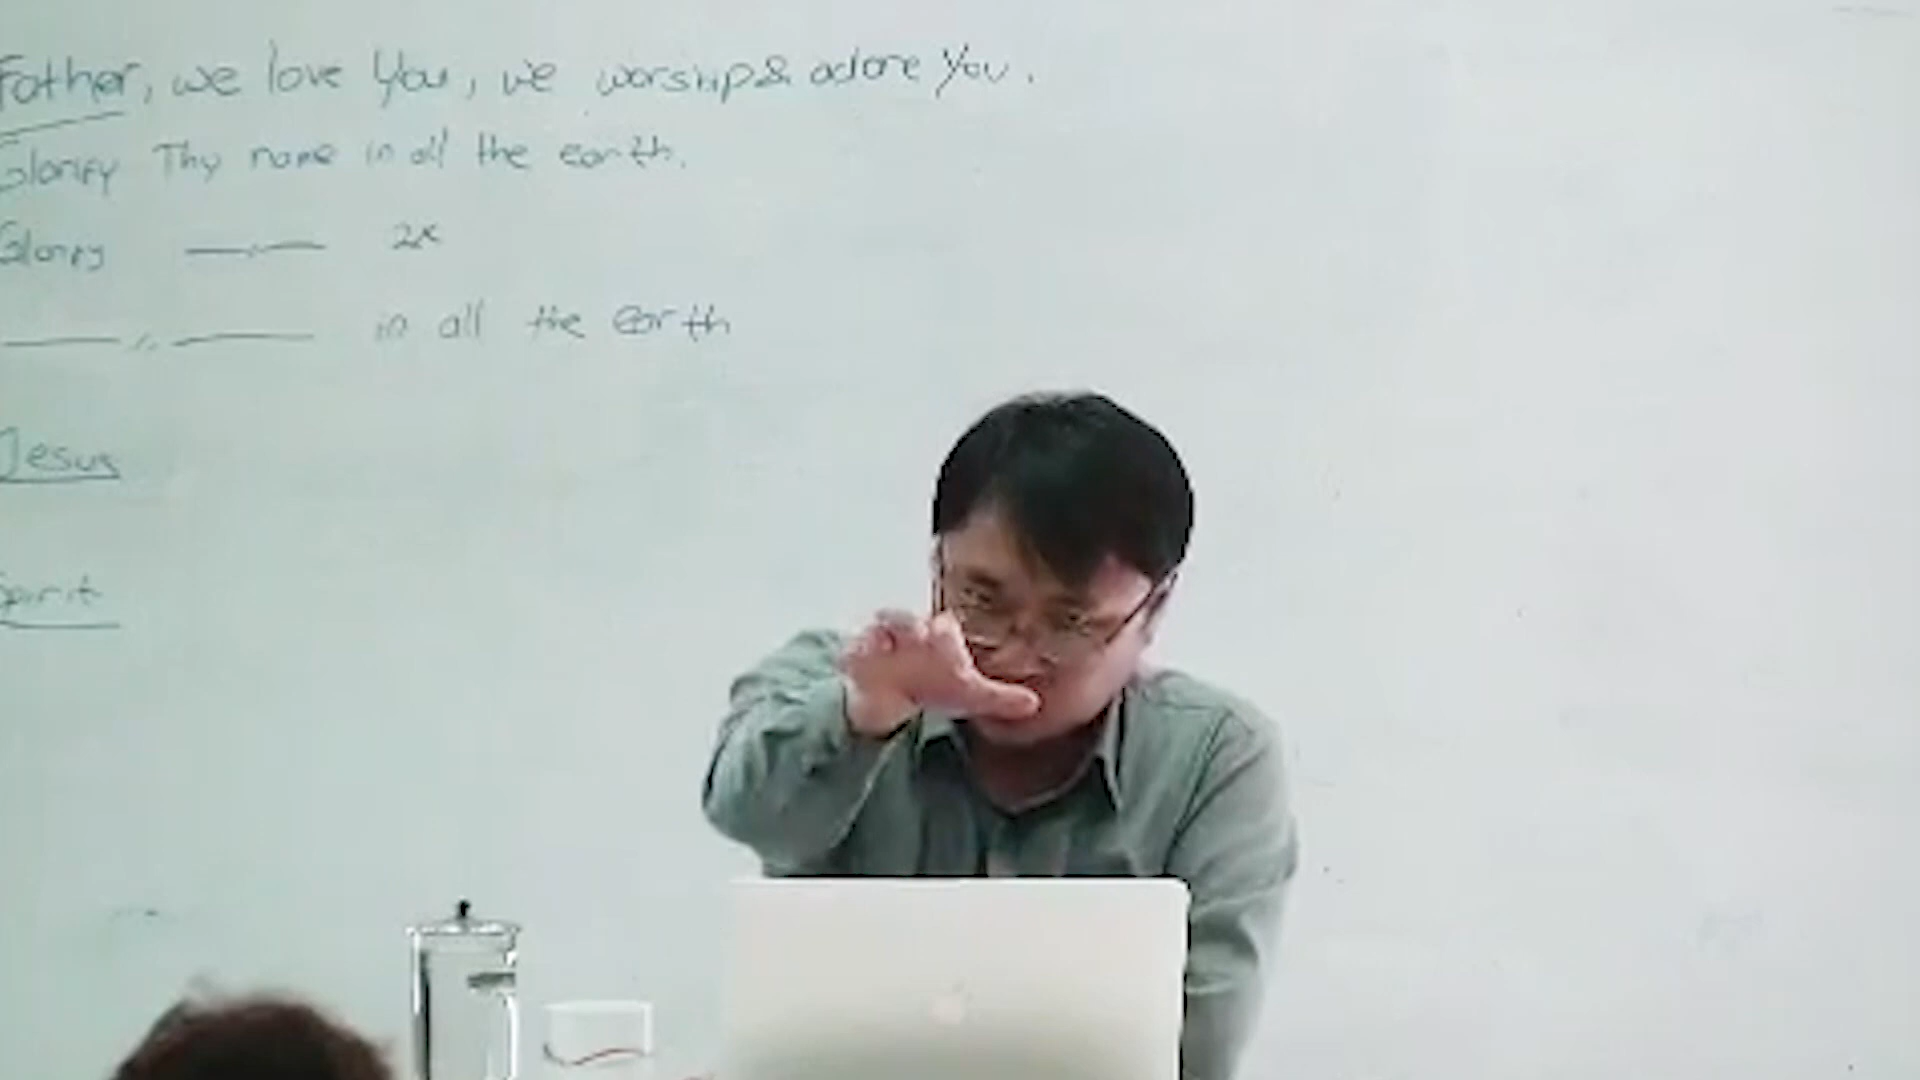 Father, we love You, we worship & adore You.
Glorify Thy name in all the earth.
Glorify —〃— 2x
—〃— in all the earth
Jesus
Spirit